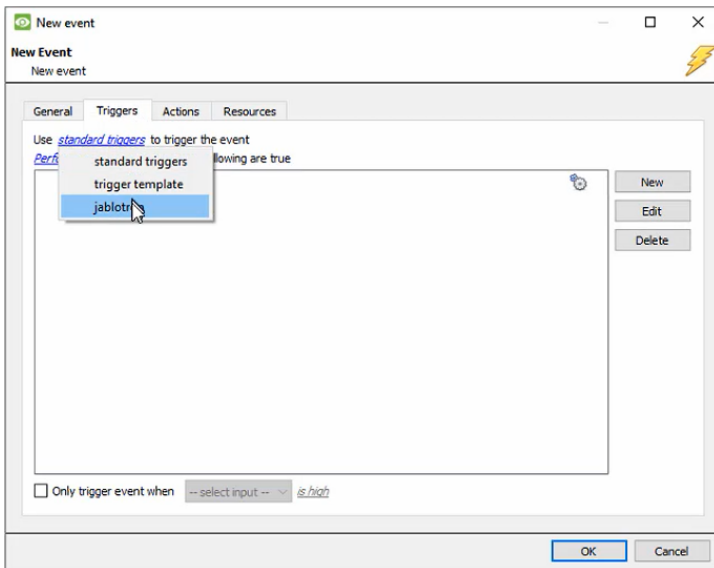 New event
New Event
New event
General Triggers Actions Resources
Use standard triggers to trigger the event
llowing are true
standard triggers
trigger template
New
Edit
Delete
Only trigger event when -- select input -- is high
OK Cancel